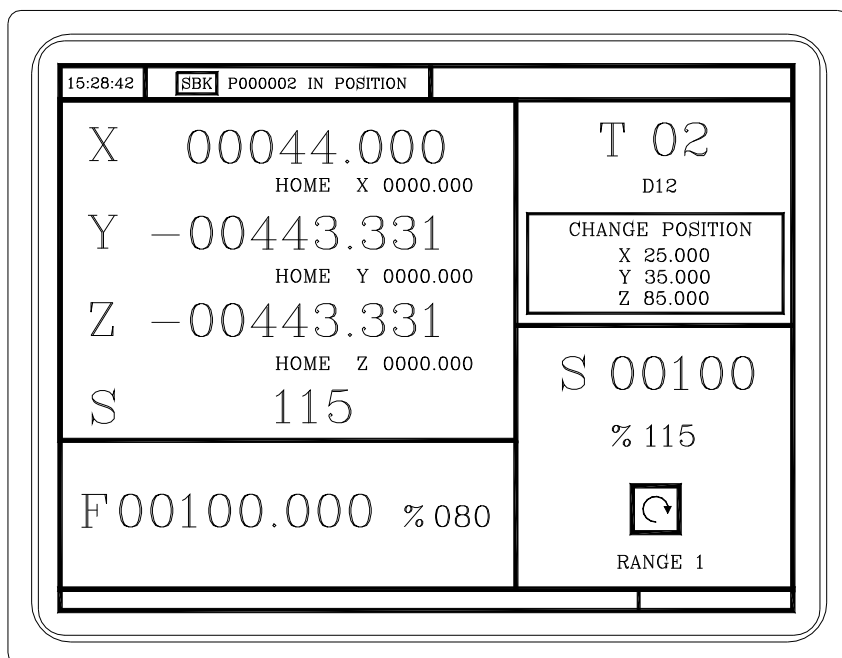 15:28:42 SBK P000002 IN POSITION
X 00044.000
HOME X 0000.000
Y -00443.331
HOME Y 0000.000
Z -00443.331
HOME Z 0000.000
S 115
F 00100.000 % 080
T 02
D12
CHANGE POSITION
X 25.000
Y 35.000
Z 85.000
S 00100
% 115
RANGE 1